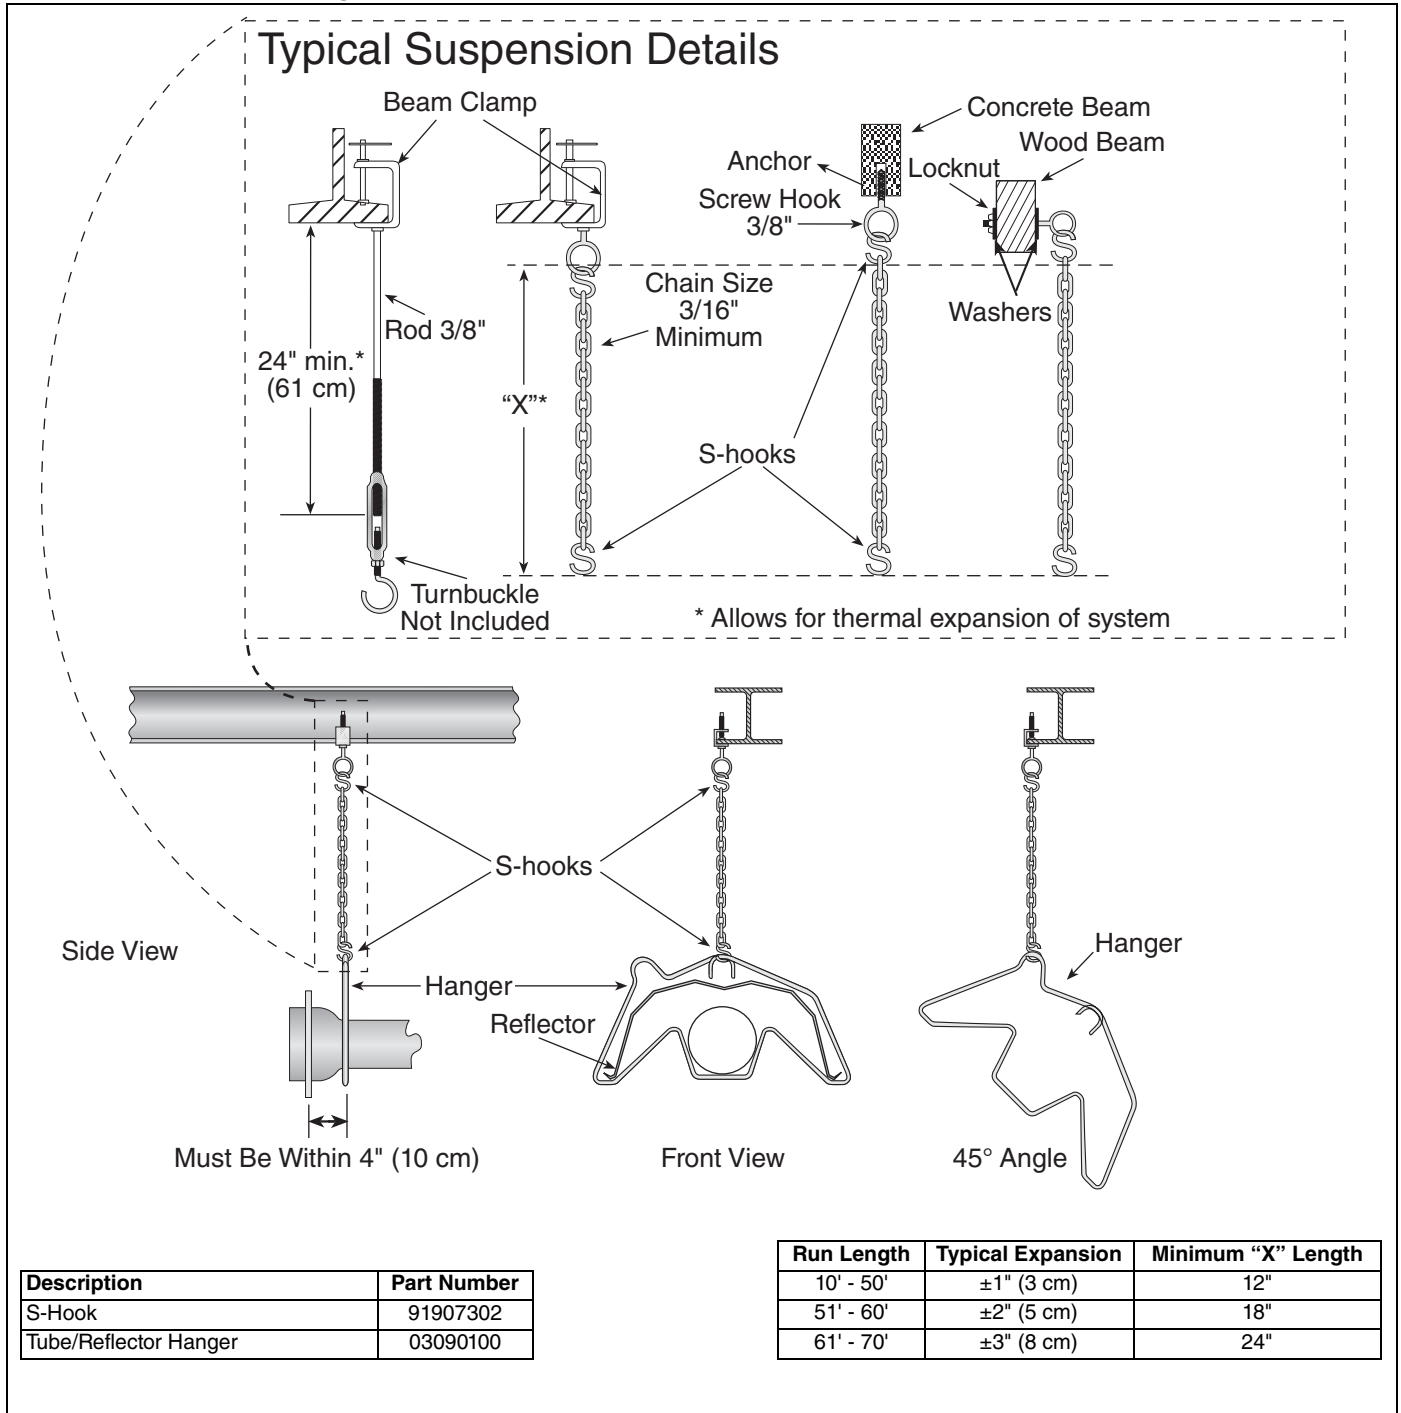 Typical Suspension Details
Beam Clamp
Concrete Beam
Wood Beam
Anchor
Locknut
Screw Hook
3/8"
Chain Size
3/16"
Minimum
Washers
Rod 3/8"
24" min.*
(61 cm)
“X”*
S-hooks
Turnbuckle
Not Included
* Allows for thermal expansion of system
S-hooks
Side View
Hanger
Hanger
Reflector
Must Be Within 4" (10 cm)
Front View
45° Angle
Description Part Number
S-Hook 91907302
Tube/Reflector Hanger 03090100
Run Length Typical Expansion Minimum “X” Length
10' - 50' ±1" (3 cm) 12"
51' - 60' ±2" (5 cm) 18"
61' - 70' ±3" (8 cm) 24"